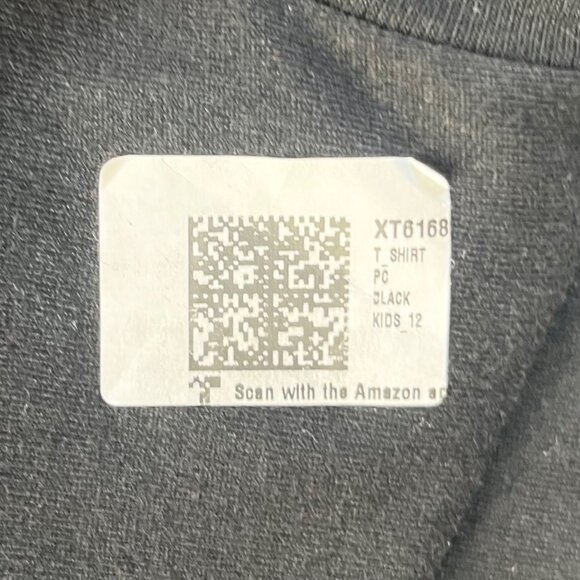 XT6168
T_SHIRT
PC
BLACK
KIDS_12
Scan with the Amazon